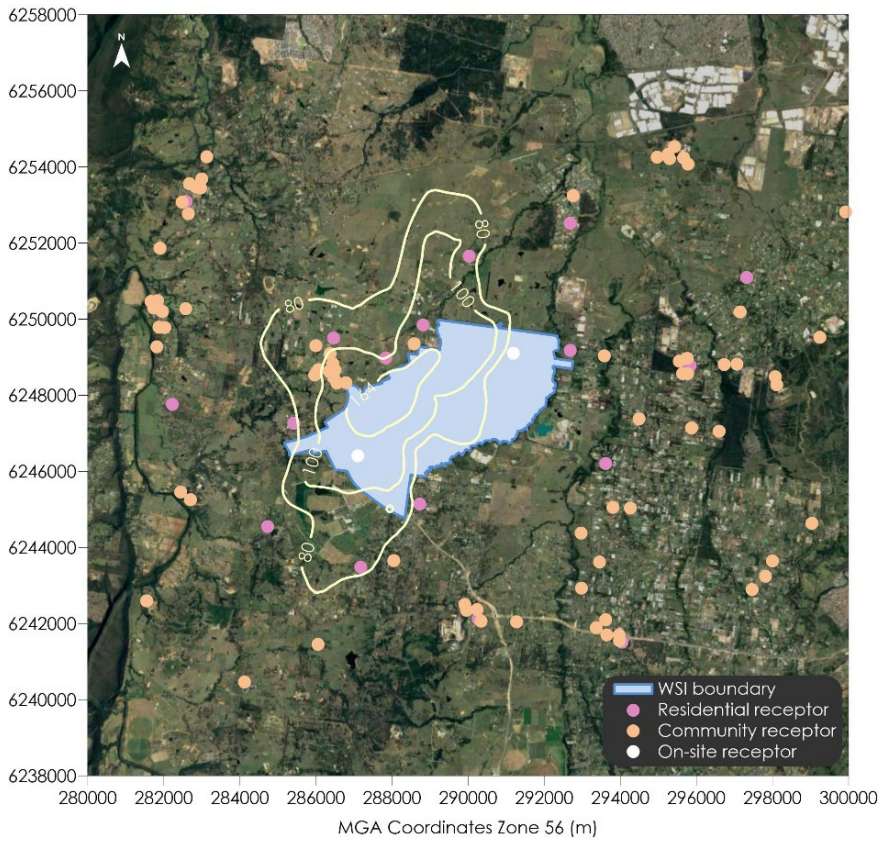 6258000
6256000
6254000
6252000
6250000
6248000
6246000
6244000
6242000
6240000
6238000
N
80
100
80
164
100
80
WSI boundary
Residential receptor
Community receptor
On-site receptor
280000 282000 284000 286000 288000 290000 292000 294000 296000 298000 300000
MGA Coordinates Zone 56 (m)